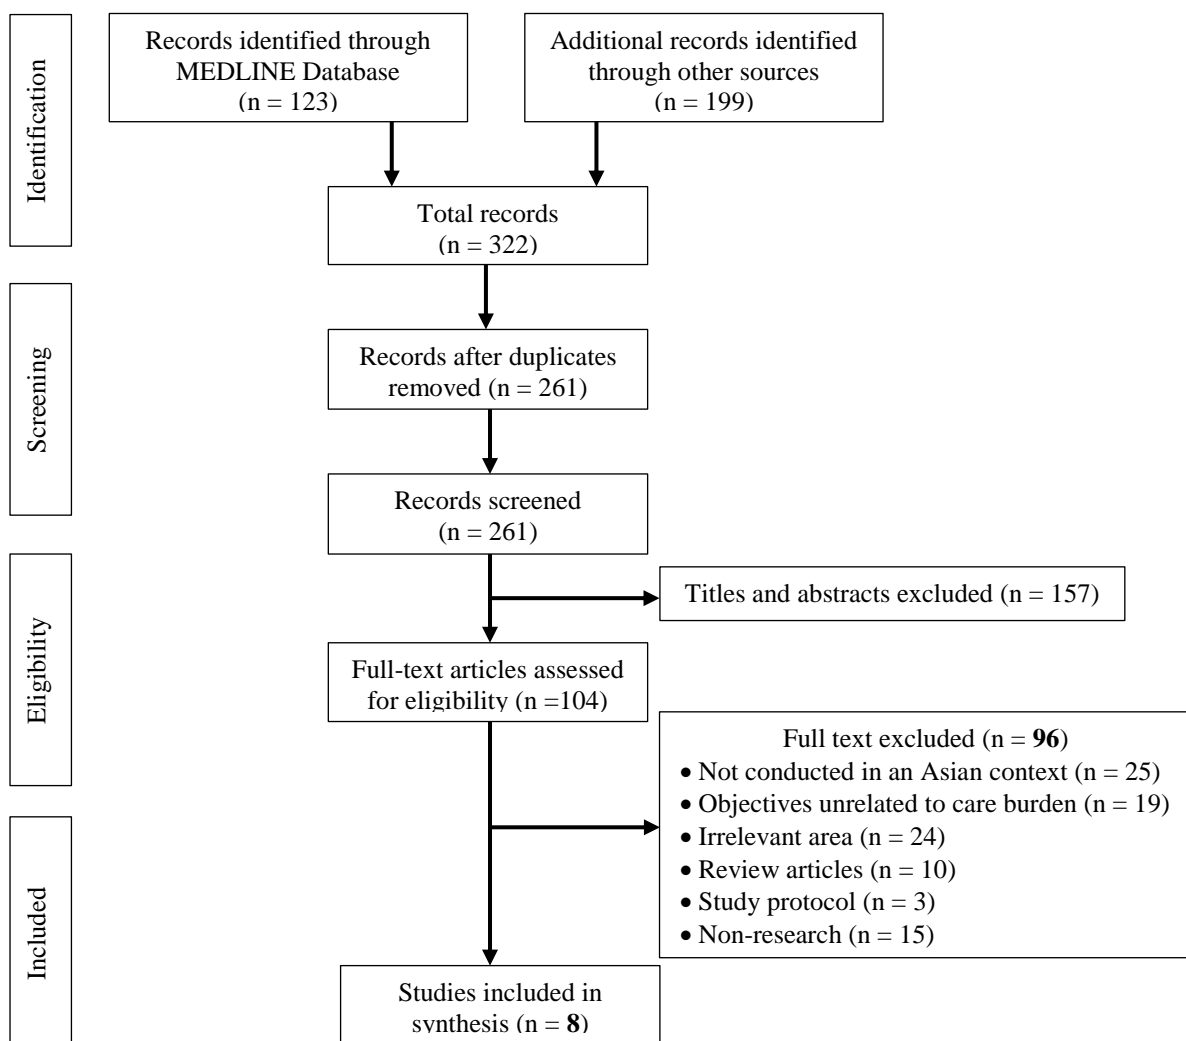 Identification
Records identified through
MEDLINE Database
(n = 123)
Additional records identified
through other sources
(n = 199)
Total records
(n = 322)
Screening
Records after duplicates
removed (n = 261)
Records screened
(n = 261)
Eligibility
Titles and abstracts excluded (n = 157)
Full-text articles assessed
for eligibility (n =104)
Full text excluded (n = 96)
• Not conducted in an Asian context (n = 25)
• Objectives unrelated to care burden (n = 19)
• Irrelevant area (n = 24)
• Review articles (n = 10)
• Study protocol (n = 3)
• Non-research (n = 15)
Included
Studies included in
synthesis (n = 8)